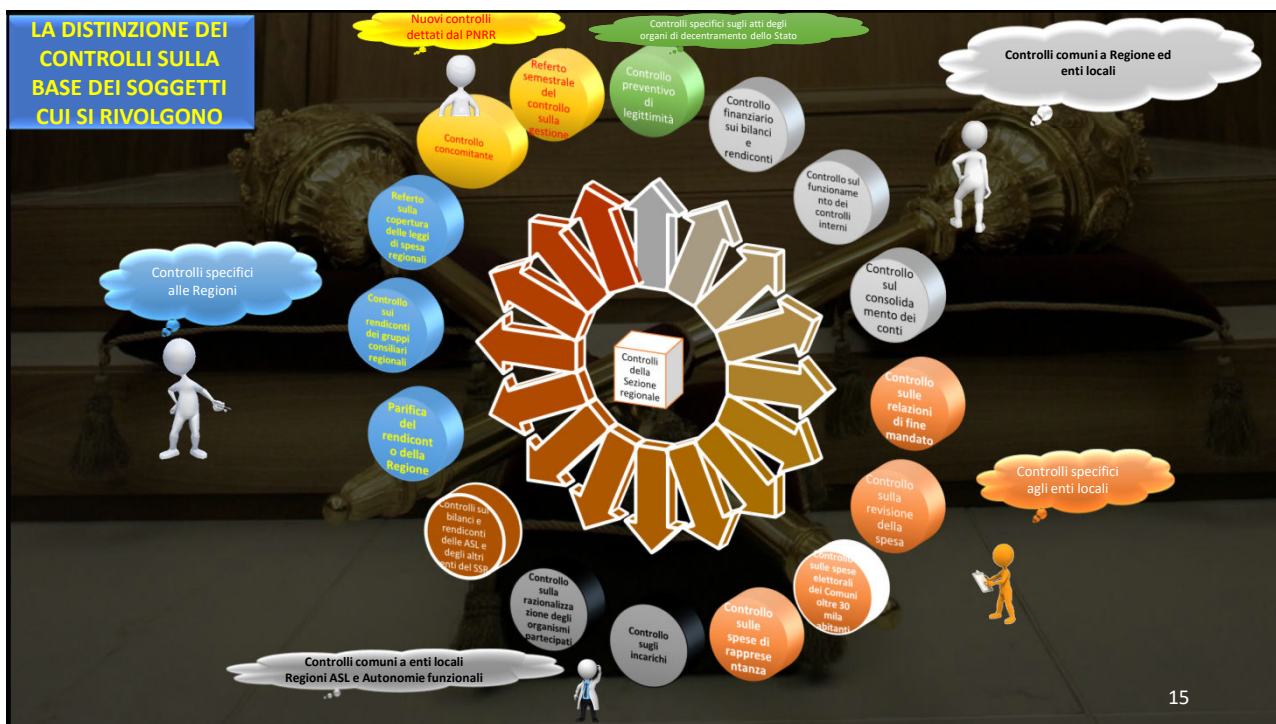 LA DISTINZIONE DEI
CONTROLLI SULLA
BASE DEI SOGGETTI
CUI SI RIVOLGONO
Nuovi controlli
dettati dal PNRR
Controlli specifici sugli atti degli
organi di decentramento dello Stato
Controlli comuni a Regione ed
enti locali
Referto
semestrale
del
controllo
sulla
gestione
Controllo
preventivo
di
legittimità
Controllo
finanziario
sui bilanci
e
rendiconti
Controllo
concomitante
Controllo sul
funzioname
nto dei
controlli
interni
Referto
sulla
copertura
delle leggi
di spesa
regionali
Controlli specifici
alle Regioni
Controllo
sul
consolida
mento dei
conti
Controllo
sui
rendiconti
dei gruppi
consiliari
regionali
Controlli
della
Sezione
regionale
Controllo
sulle
relazioni
di fine
mandato
Parifica
del
rendicont
o della
Regione
Controlli specifici
agli enti locali
Controllo
sulla
revisione
della
spesa
Controlli sui
bilanci e
rendiconti
delle ASL e
degli altri
enti del SSR
Controllo
sulle spese
elettorali
dei Comuni
oltre 30
mila
abitanti
Controllo
sulla
razionalizza
zione degli
organismi
partecipati
Controllo
sugli
incarichi
Controllo
sulle
spese di
rapprese
ntanza
Controlli comuni a enti locali
Regioni ASL e Autonomie funzionali
15